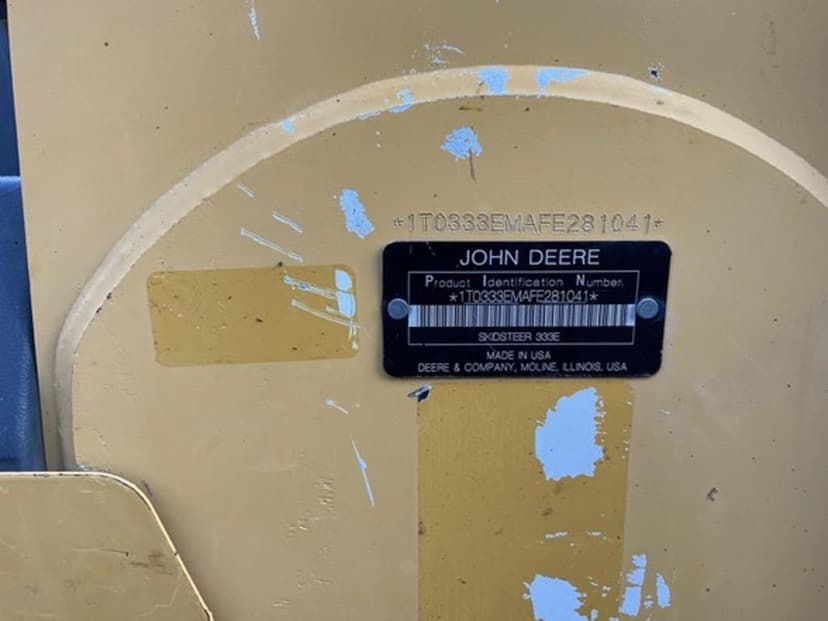 *1T0333EMAFE281041*
JOHN DEERE
Product Identification Number
*1T0333EMAFE281041*
SKIDSTEER 333E
MADE IN USA
DEERE & COMPANY, MOLINE, ILLINOIS, USA